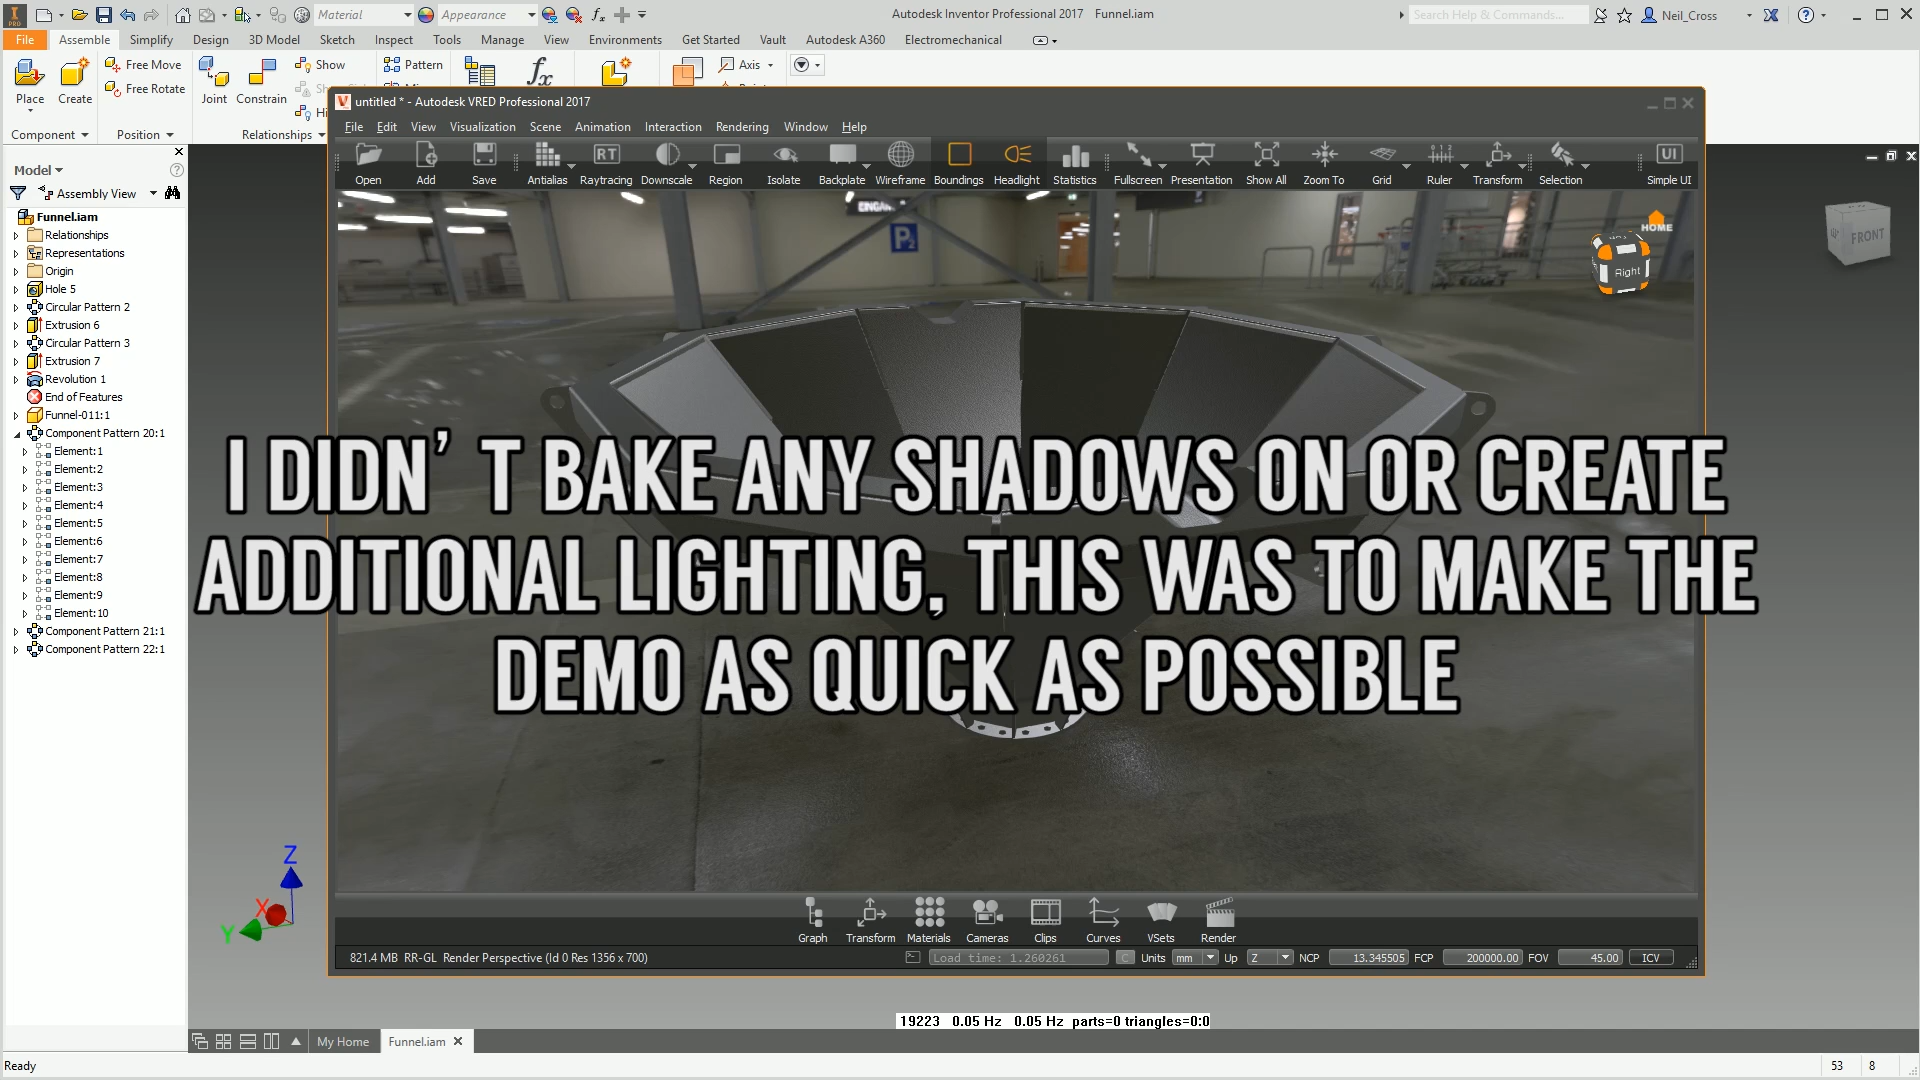 Material
Appearance
Autodesk Inventor Professional 2017 Funnel.iam
Search Help & Commands...
Neil_Cross
File Assemble Simplify Design 3D Model Sketch Inspect Tools Manage View Environments Get Started Vault Autodesk A360 Electromechanical
Place
Create
Free Move
Free Rotate
Joint
Constrain
Show
Pattern
Axis
Component
Position
Relationships
Model
Assembly View
Funnel.iam
Relationships
Representations
Origin
Hole 5
Circular Pattern 2
Extrusion 6
Circular Pattern 3
Extrusion 7
Revolution 1
End of Features
Funnel-011:1
Component Pattern 20:1
Element:1
Element:2
Element:3
Element:4
Element:5
Element:6
Element:7
Element:8
Element:9
Element:10
Component Pattern 21:1
Component Pattern 22:1
untitled * - Autodesk VRED Professional 2017
File Edit View Visualization Scene Animation Interaction Rendering Window Help
Open Add Save Antialias Raytracing Downscale Region Isolate Backplate Wireframe Boundings Headlight Statistics Fullscreen Presentation Show All Zoom To Grid Ruler Transform Selection Simple UI
P2
HOME
Right
FRONT
I DIDN'T BAKE ANY SHADOWS ON OR CREATE
ADDITIONAL LIGHTING, THIS WAS TO MAKE THE
DEMO AS QUICK AS POSSIBLE
Z
X
Y
Graph Transform Materials Cameras Clips Curves VSets Render
821.4 MB RR-GL Render Perspective (Id 0 Res 1356 x 700)
Load time: 1.260261
C Units mm Up Z NCP 13.345505 FCP 200000.00 FOV 45.00 ICV
19223 0.05 Hz 0.05 Hz parts=0 triangles=0:0
My Home
Funnel.iam
Ready
53 8